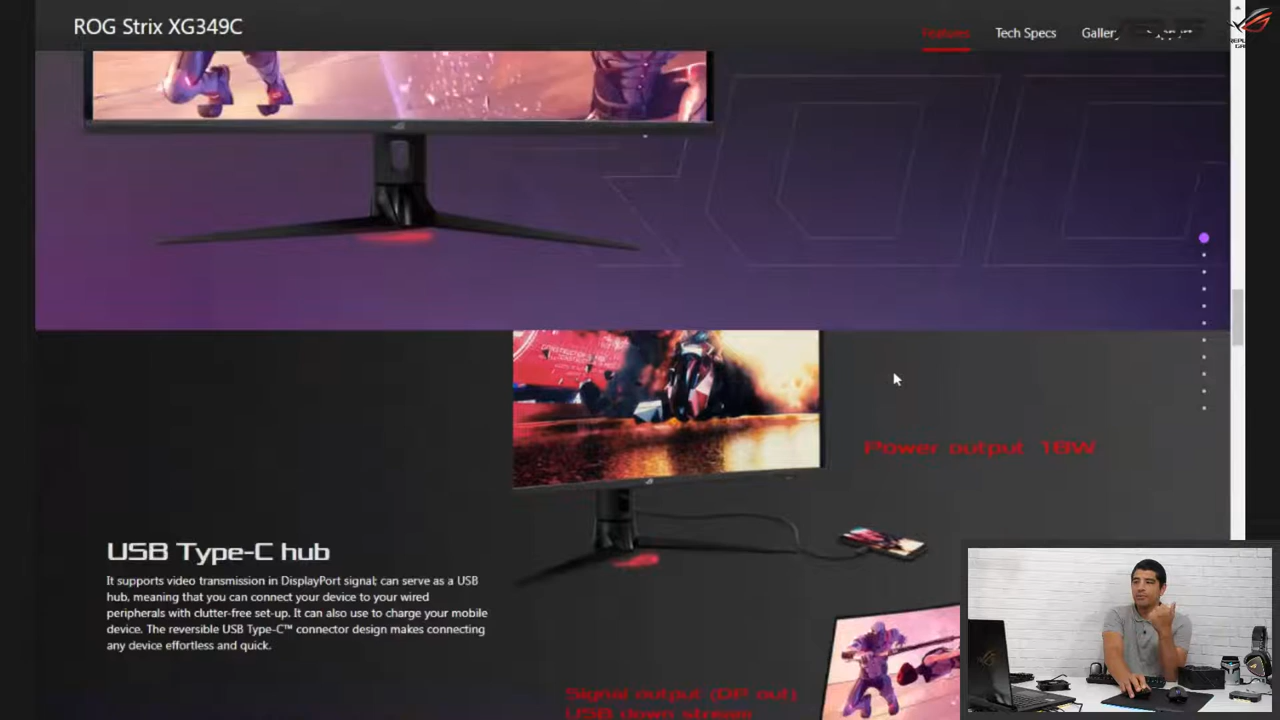 ROG Strix XG349C
Features
Tech Specs
Gallery
Support
Power output 18W
USB Type-C hub
It supports video transmission in DisplayPort signal; can serve as a USB
hub, meaning that you can connect your device to your wired
peripherals with clutter-free set-up. It can also use to charge your mobile
device. The reversible USB Type-C™ connector design makes connecting
any device effortless and quick.
Signal output (DP out)
USB down stream